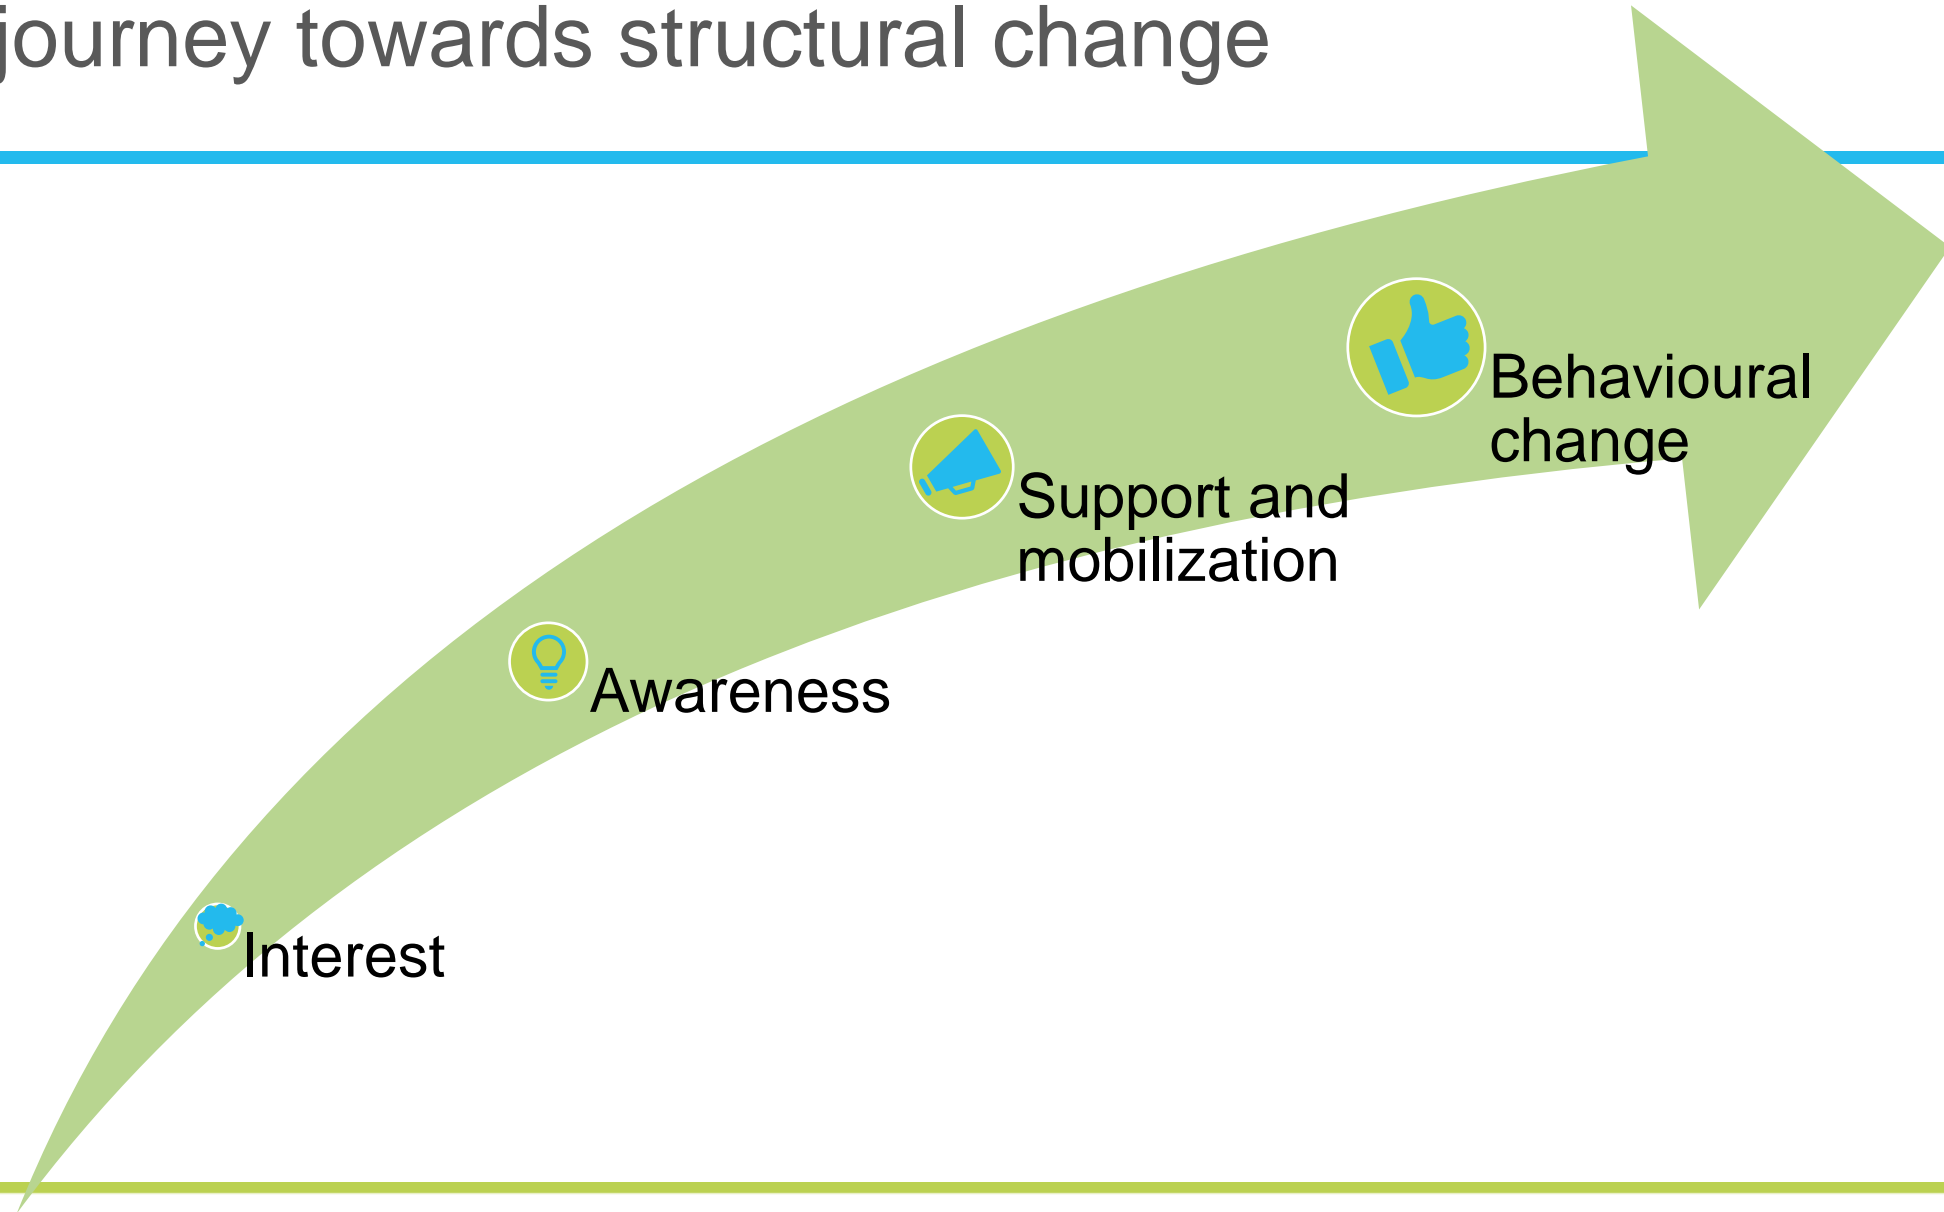 journey towards structural change
Behavioural
change
Support and
mobilization
Awareness
Interest